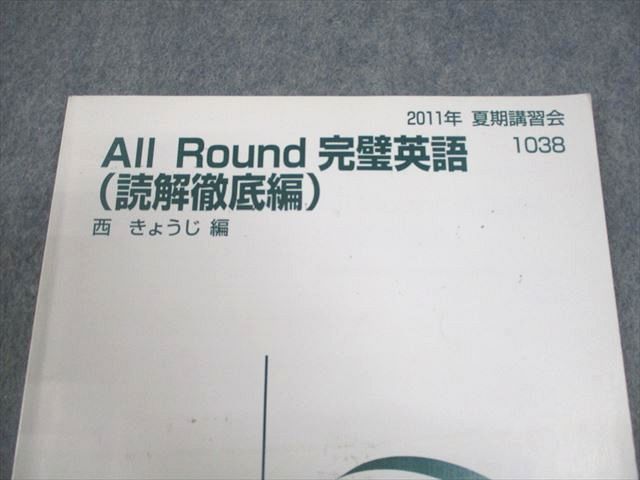 2011年 夏期講習会
1038
All Round 完璧英語
(読解徹底編)
西 きょうじ 編